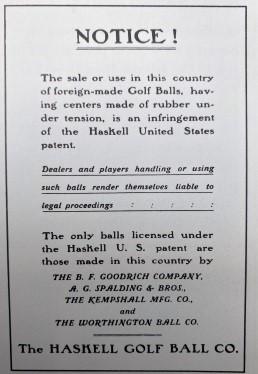 NOTICE!
The sale or use in this country
of foreign-made Golf Balls, hav-
ing centers made of rubber un-
der tension, is an infringement
of the Haskell United States
patent.
Dealers and players handling or using
such balls render themselves liable to
legal proceedings : : : : :
The only balls licensed under
the Haskell U. S. patent are
those made in this country by
THE B. F. GOODRICH COMPANY,
A. G. SPALDING & BROS.,
THE KEMPSHALL MFG. CO.,
and
THE WORTHINGTON BALL CO.
The HASKELL GOLF BALL CO.